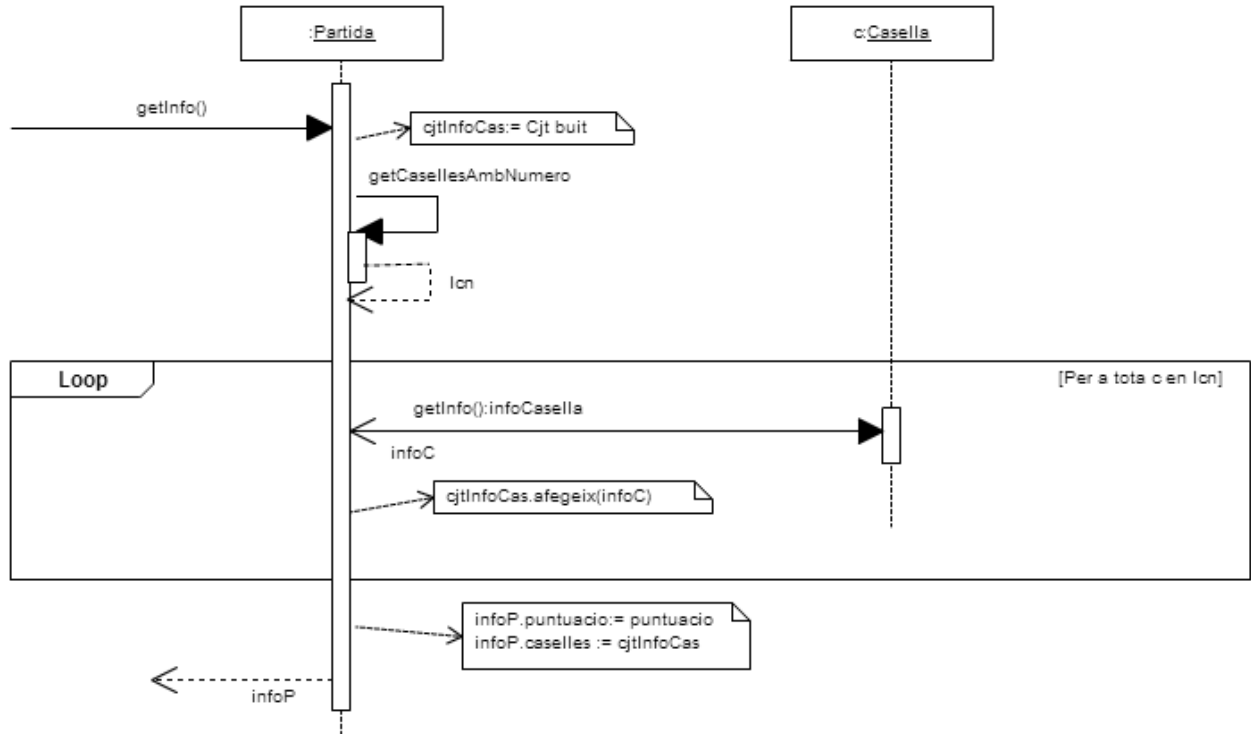 :Partida
c:Casella
getInfo()
cjtInfoCas:= Cjt buit
getCasellesAmbNumero
lcn
Loop
[Per a tota c en lcn]
getInfo():infoCasella
infoC
cjtInfoCas.afegeix(infoC)
infoP.puntuacio:= puntuacio
infoP.caselles := cjtInfoCas
infoP